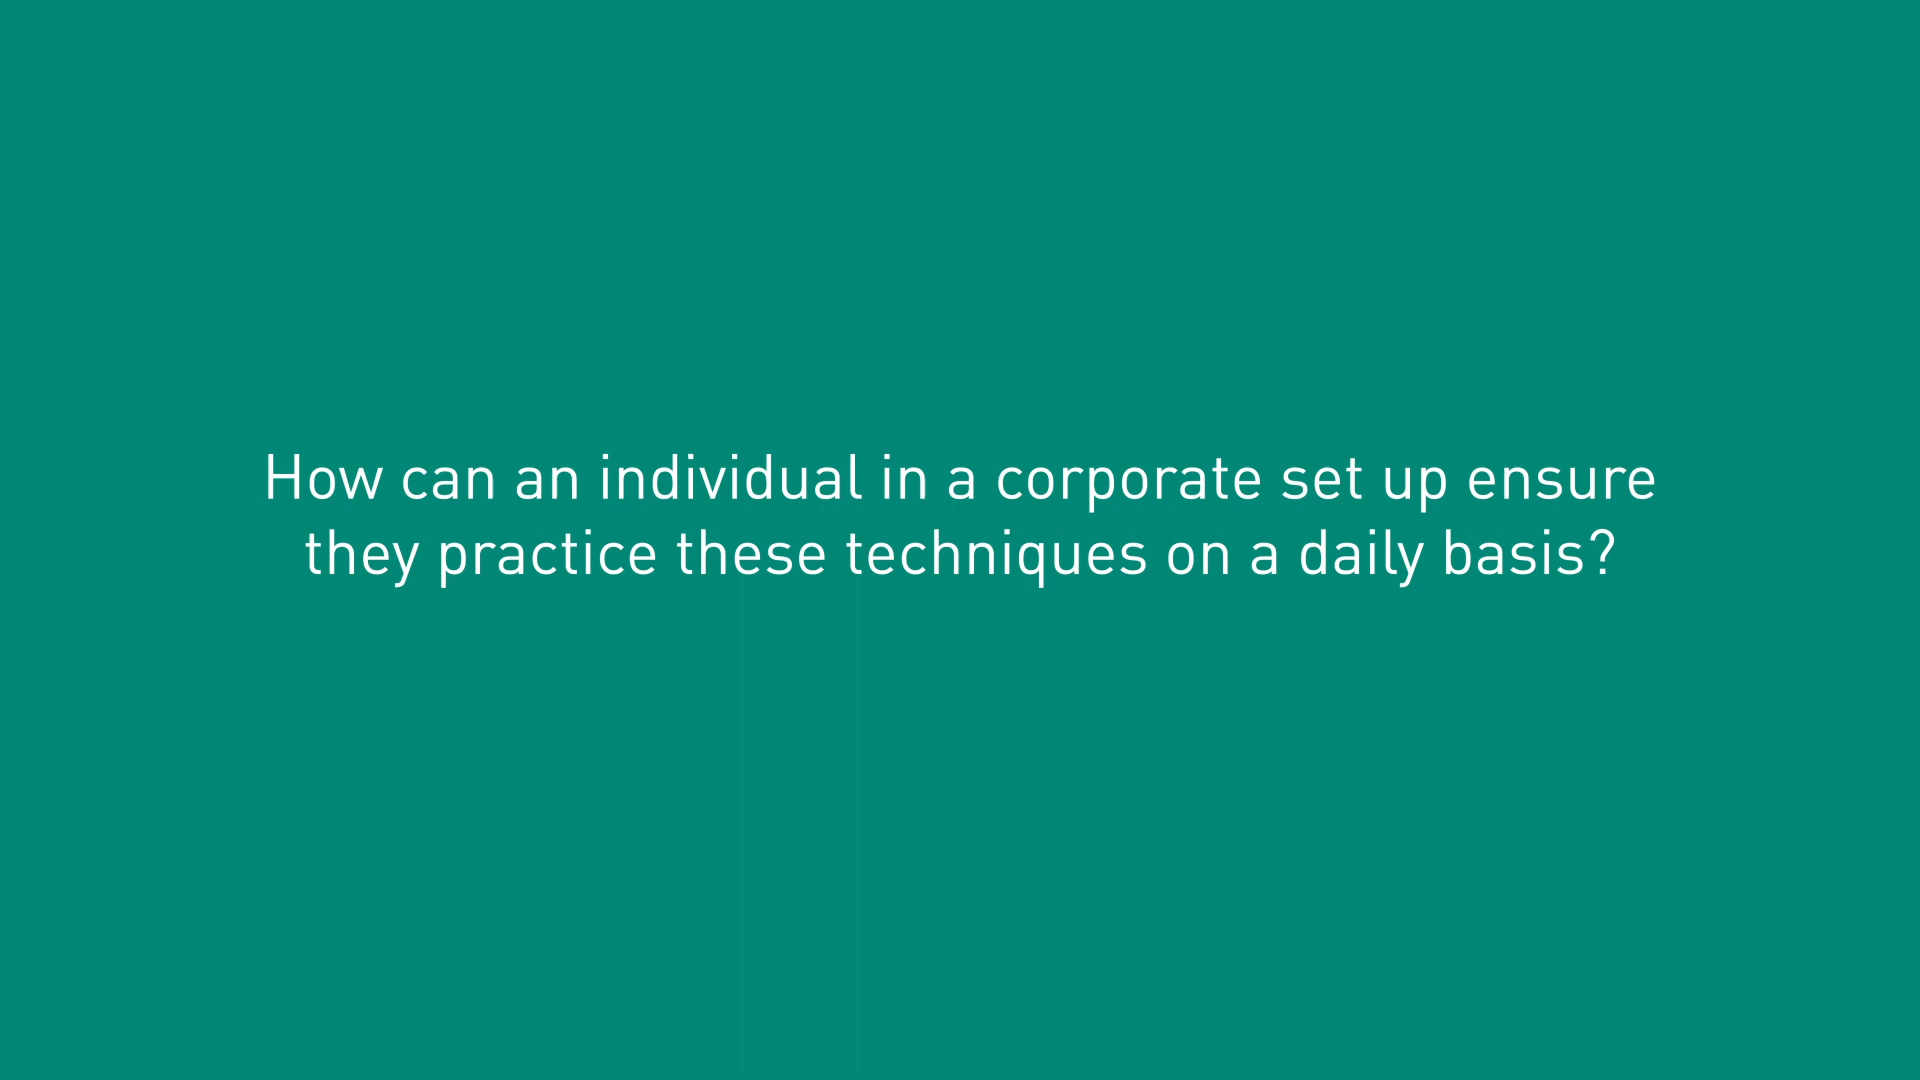 How can an individual in a corporate set up ensure
they practice these techniques on a daily basis?